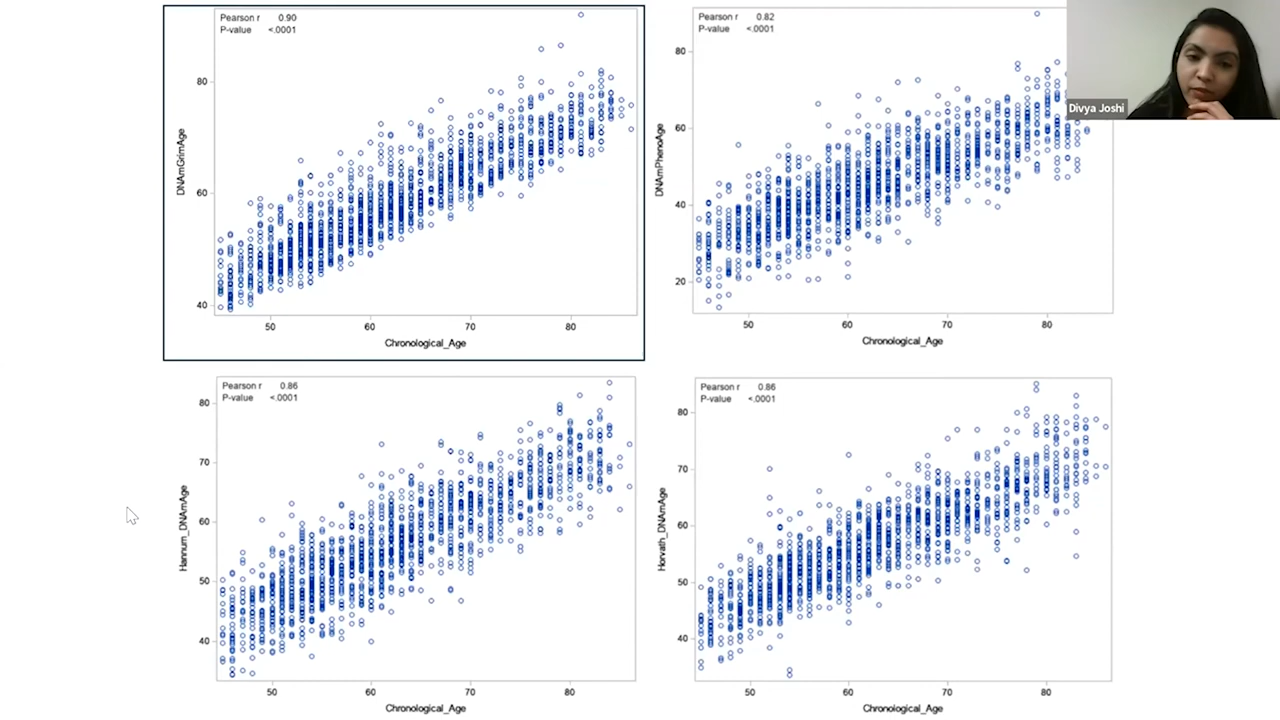 Pearson r 0.90
P-value <.0001
DNAmGrimAge
80
60
40
50 60 70 80
Chronological_Age
Pearson r 0.82
P-value <.0001
DNAmPhenoAge
80
60
40
20
50 60 70 80
Chronological_Age
Divya Joshi
Pearson r 0.86
P-value <.0001
Hannum_DNAmAge
80
70
60
50
40
50 60 70 80
Chronological_Age
Pearson r 0.86
P-value <.0001
Horvath_DNAmAge
80
70
60
50
40
50 60 70 80
Chronological_Age